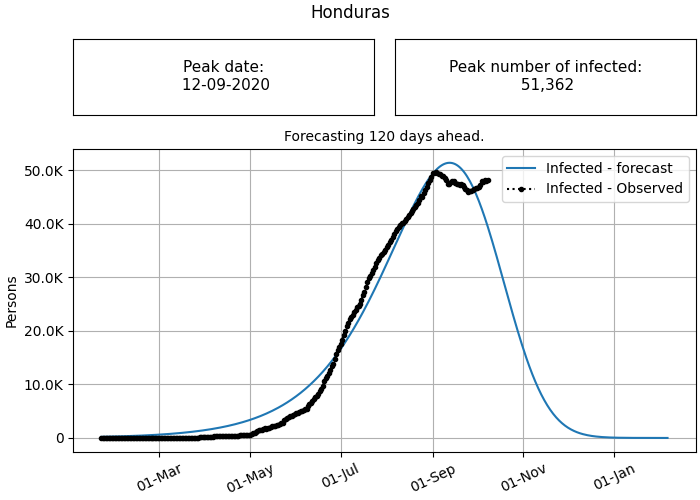 Honduras
Peak date:
12-09-2020
Peak number of infected:
51,362
Forecasting 120 days ahead.
Infected - forecast
Infected - Observed
Persons
50.0K
40.0K
30.0K
20.0K
10.0K
0
01-Mar
01-May
01-Jul
01-Sep
01-Nov
01-Jan